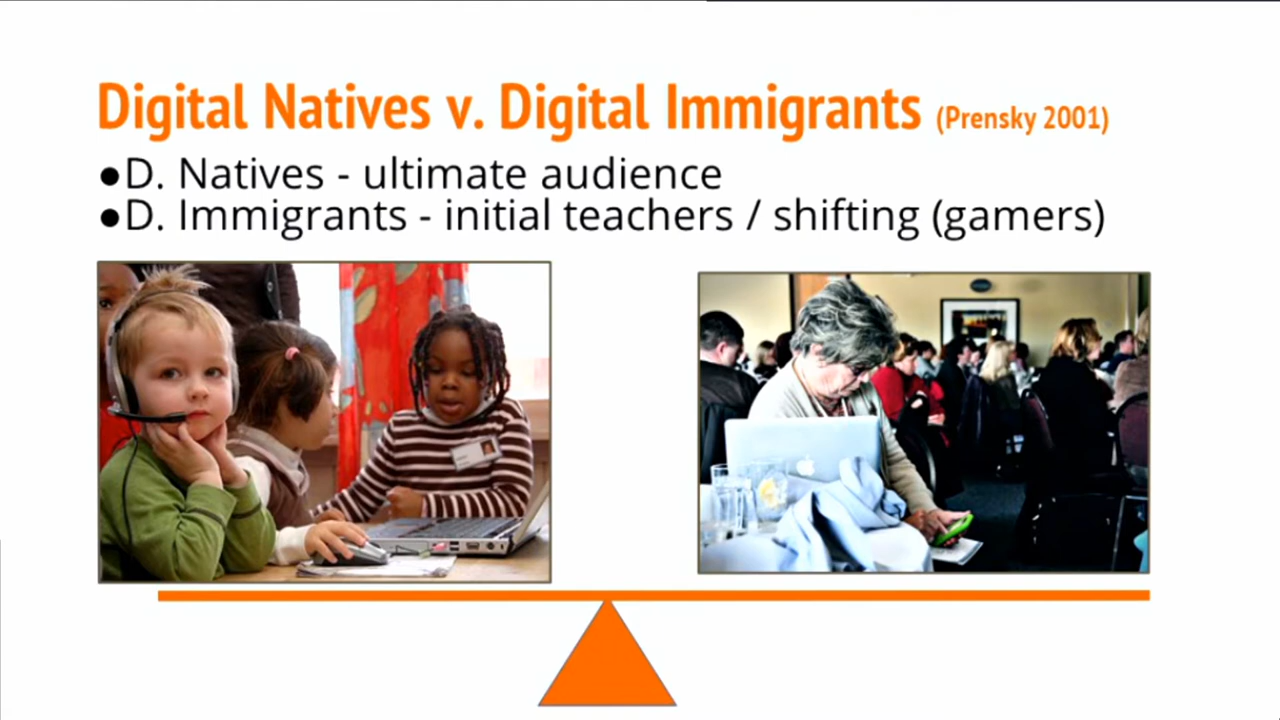 Digital Natives v. Digital Immigrants (Prensky 2001)
●D. Natives - ultimate audience
●D. Immigrants - initial teachers / shifting (gamers)